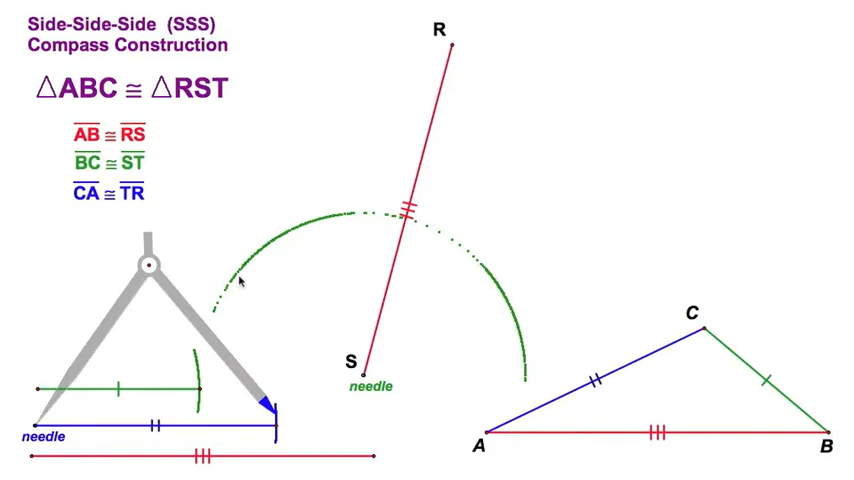 Side-Side-Side (SSS)
Compass Construction
△ABC ≅ △RST
AB ≅ RS
BC ≅ ST
CA ≅ TR
R
S
needle
C
A
B
needle